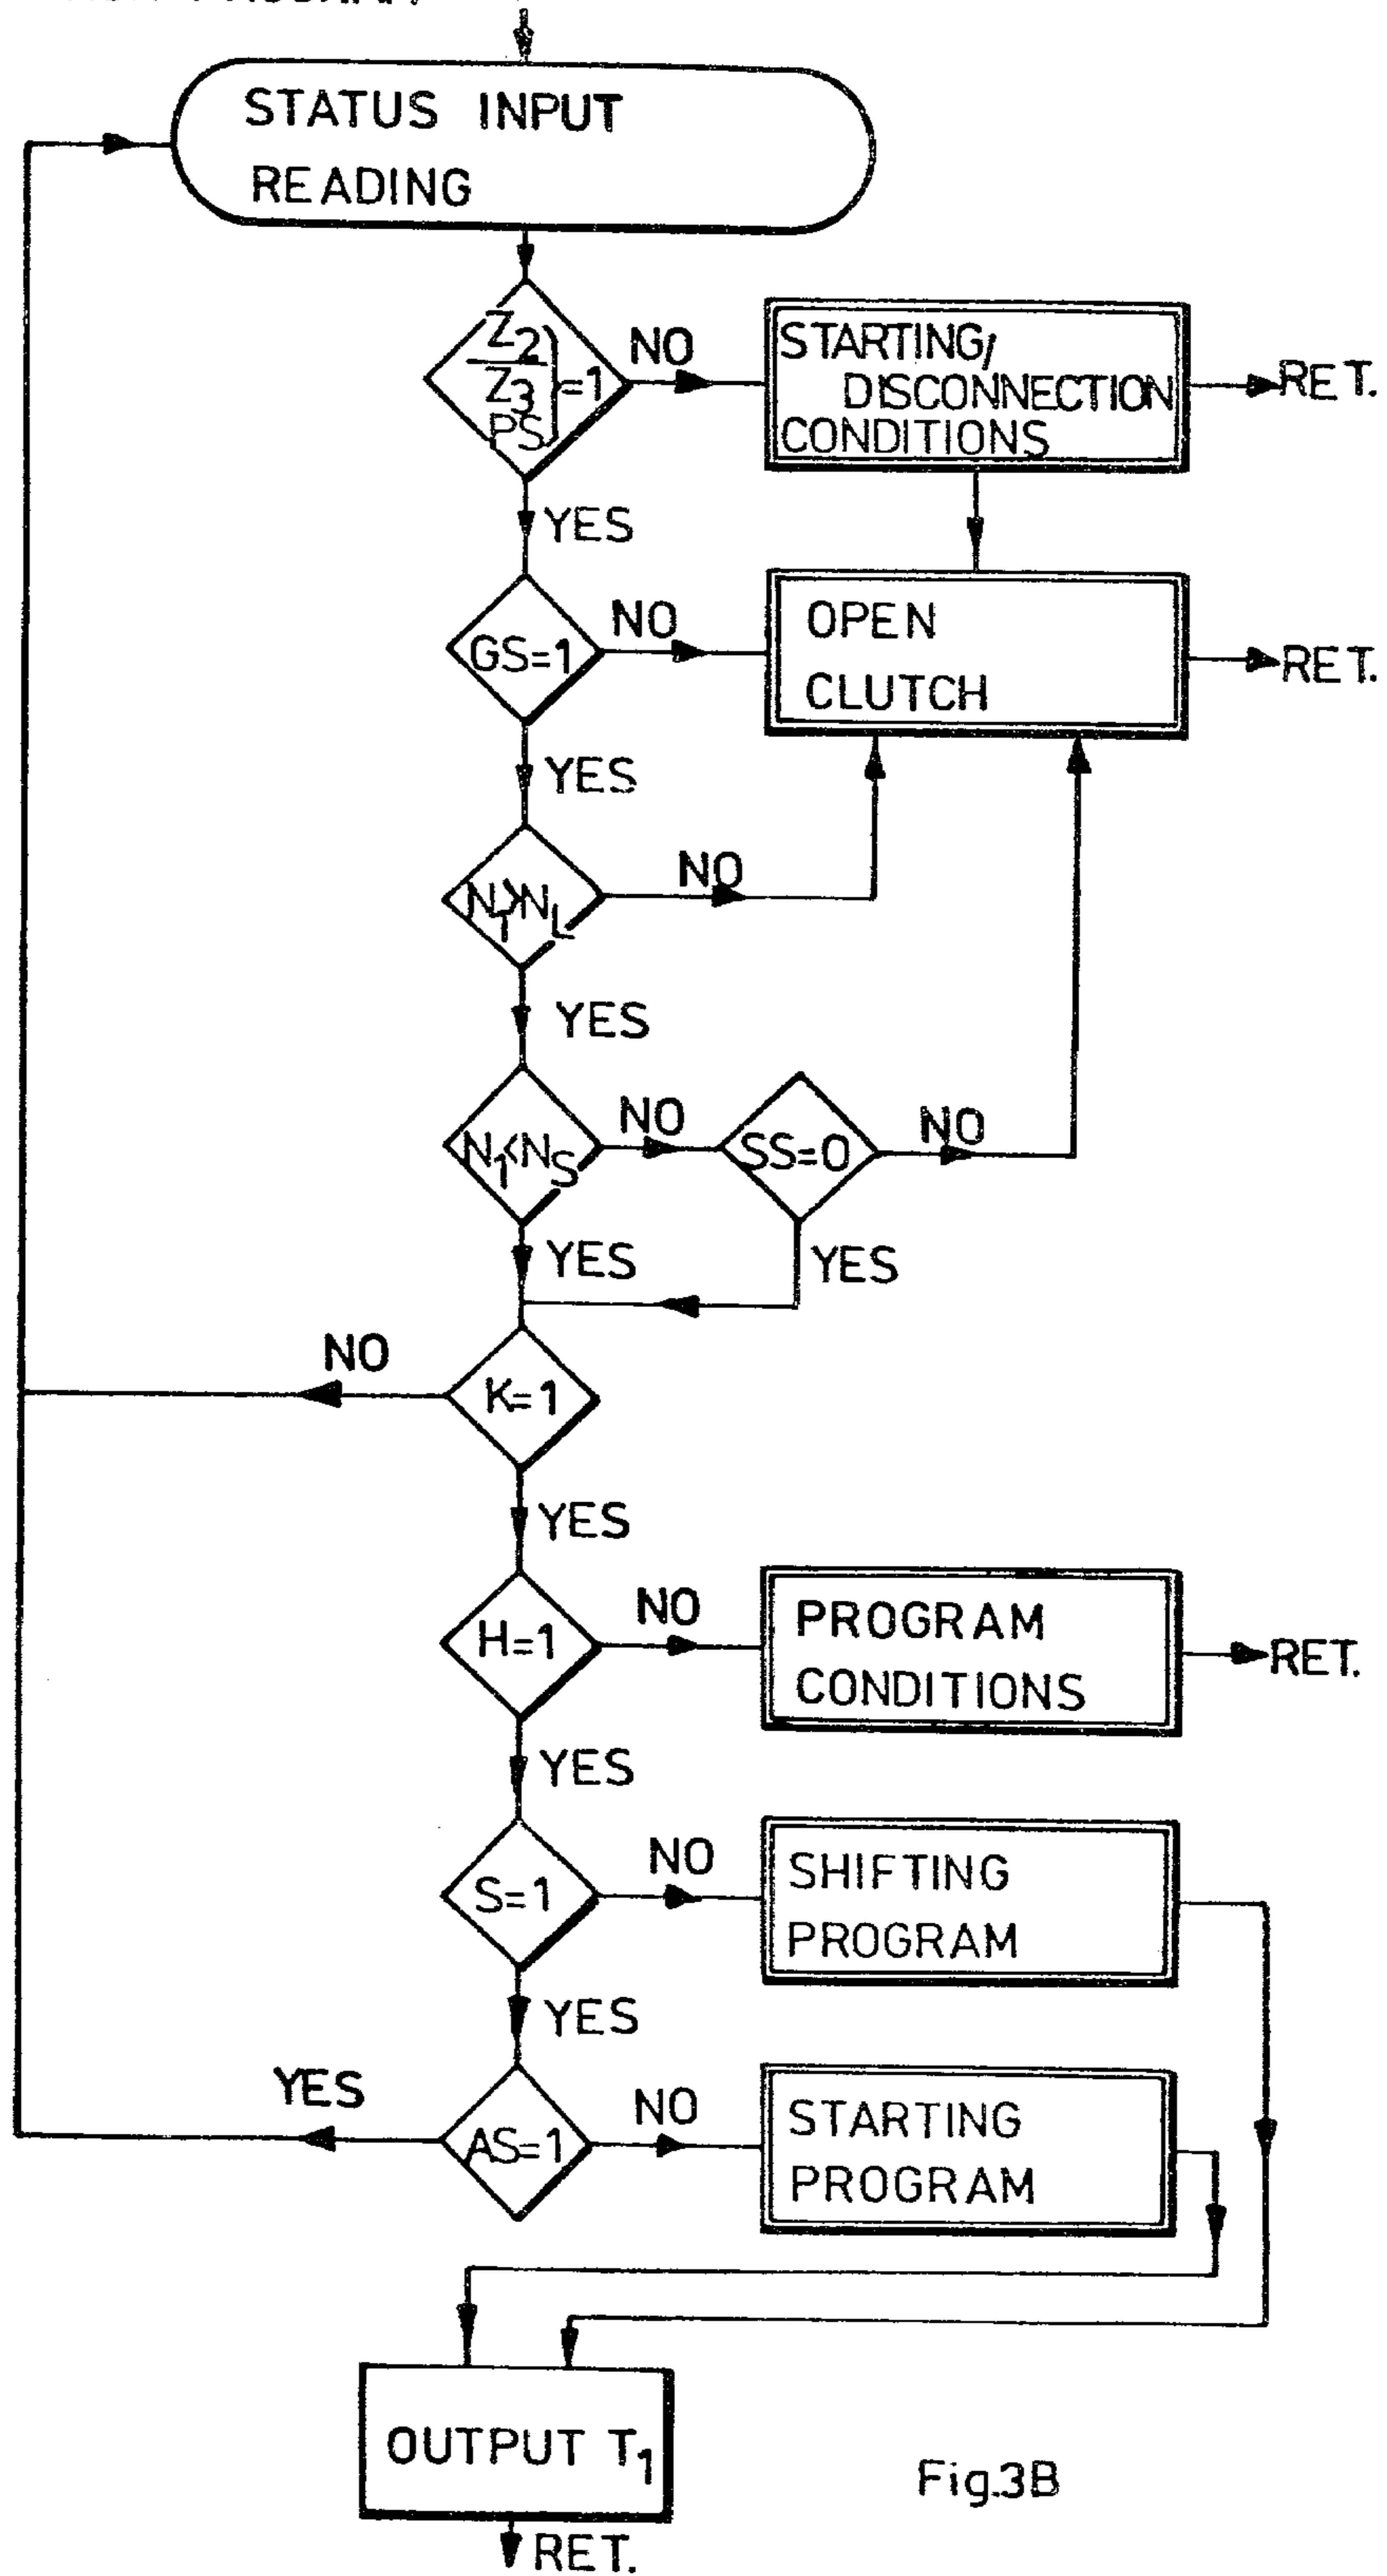 STATUS INPUT
READING
Z2
Z3 =1
PS
NO
STARTING/
DISCONNECTION
CONDITIONS
RET.
YES
GS=1
NO
OPEN
CLUTCH
RET.
YES
N1>NL
NO
YES
N1<NS
NO
SS=0
NO
YES
YES
NO
K=1
YES
H=1
NO
PROGRAM
CONDITIONS
RET.
YES
S=1
NO
SHIFTING
PROGRAM
YES
YES
AS=1
NO
STARTING
PROGRAM
OUTPUT T1
Fig.3B
RET.